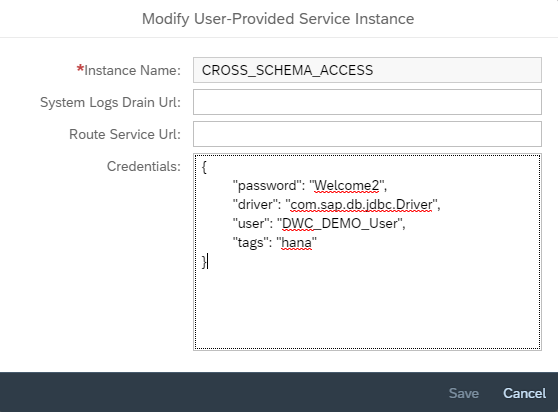 Modify User-Provided Service Instance
*Instance Name: CROSS_SCHEMA_ACCESS
System Logs Drain Url:
Route Service Url:
Credentials: {
"password": "Welcome2",
"driver": "com.sap.db.jdbc.Driver",
"user": "DWC_DEMO_User",
"tags": "hana"
}
Save Cancel